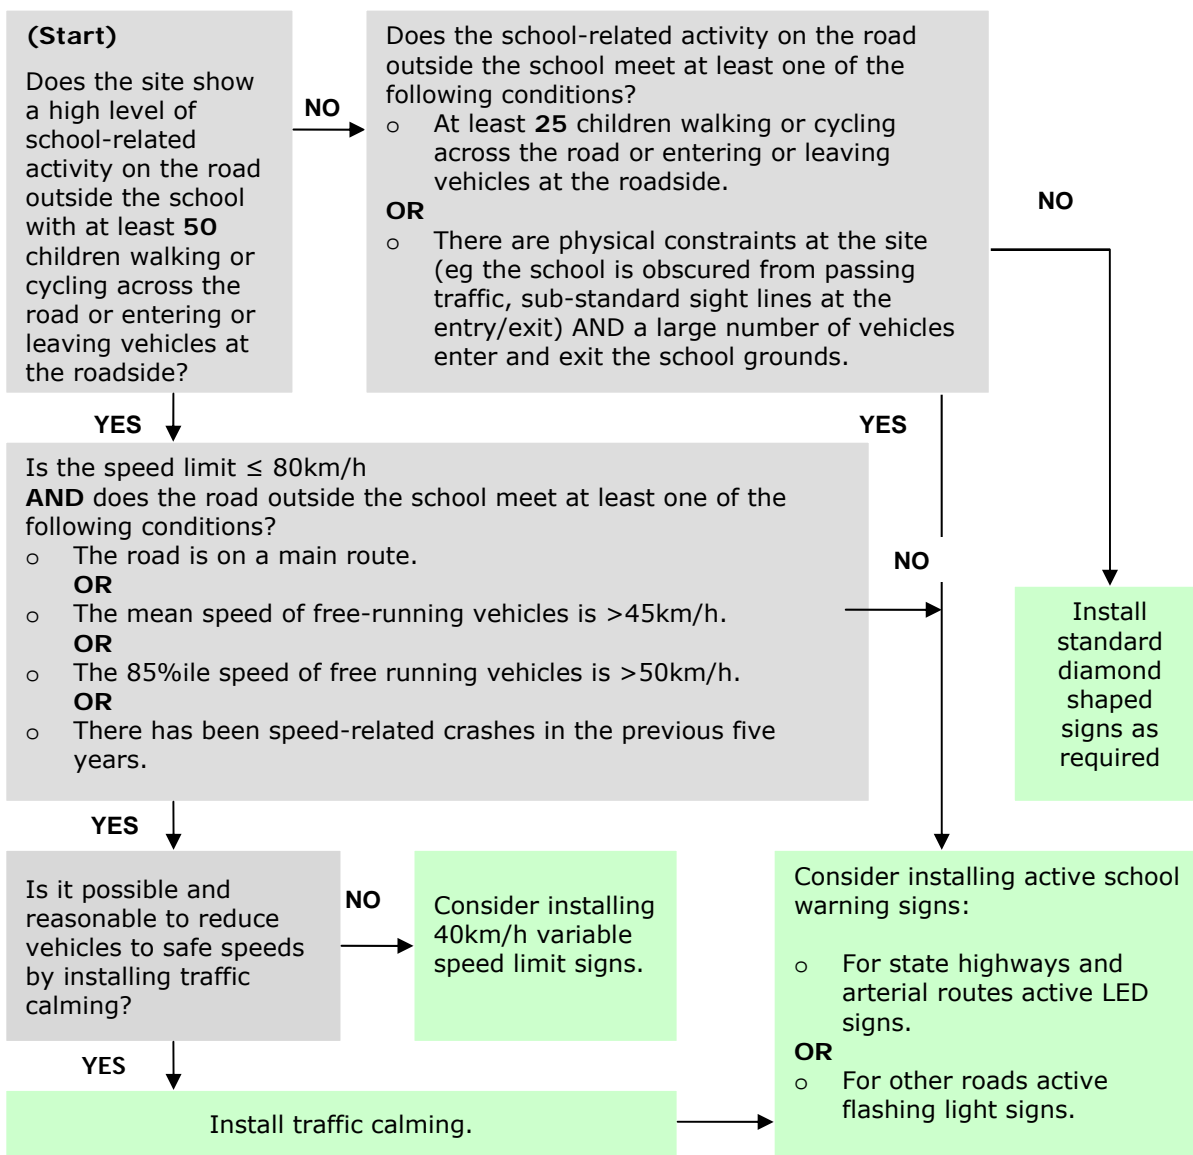 (Start)
Does the site show
a high level of
school-related
activity on the road
outside the school
with at least 50
children walking or
cycling across the
road or entering or
leaving vehicles at
the roadside?
NO
Does the school-related activity on the road
outside the school meet at least one of the
following conditions?
o At least 25 children walking or cycling
across the road or entering or leaving
vehicles at the roadside.
OR
o There are physical constraints at the site
(eg the school is obscured from passing
traffic, sub-standard sight lines at the
entry/exit) AND a large number of vehicles
enter and exit the school grounds.
NO
YES
YES
Is the speed limit ≤ 80km/h
AND does the road outside the school meet at least one of the
following conditions?
o The road is on a main route.
OR
o The mean speed of free-running vehicles is >45km/h.
OR
o The 85%ile speed of free running vehicles is >50km/h.
OR
o There has been speed-related crashes in the previous five
years.
NO
Install
standard
diamond
shaped
signs as
required
YES
Is it possible and
reasonable to reduce
vehicles to safe speeds
by installing traffic
calming?
NO
Consider installing
40km/h variable
speed limit signs.
Consider installing active school
warning signs:
o For state highways and
arterial routes active LED
signs.
OR
o For other roads active
flashing light signs.
YES
Install traffic calming.